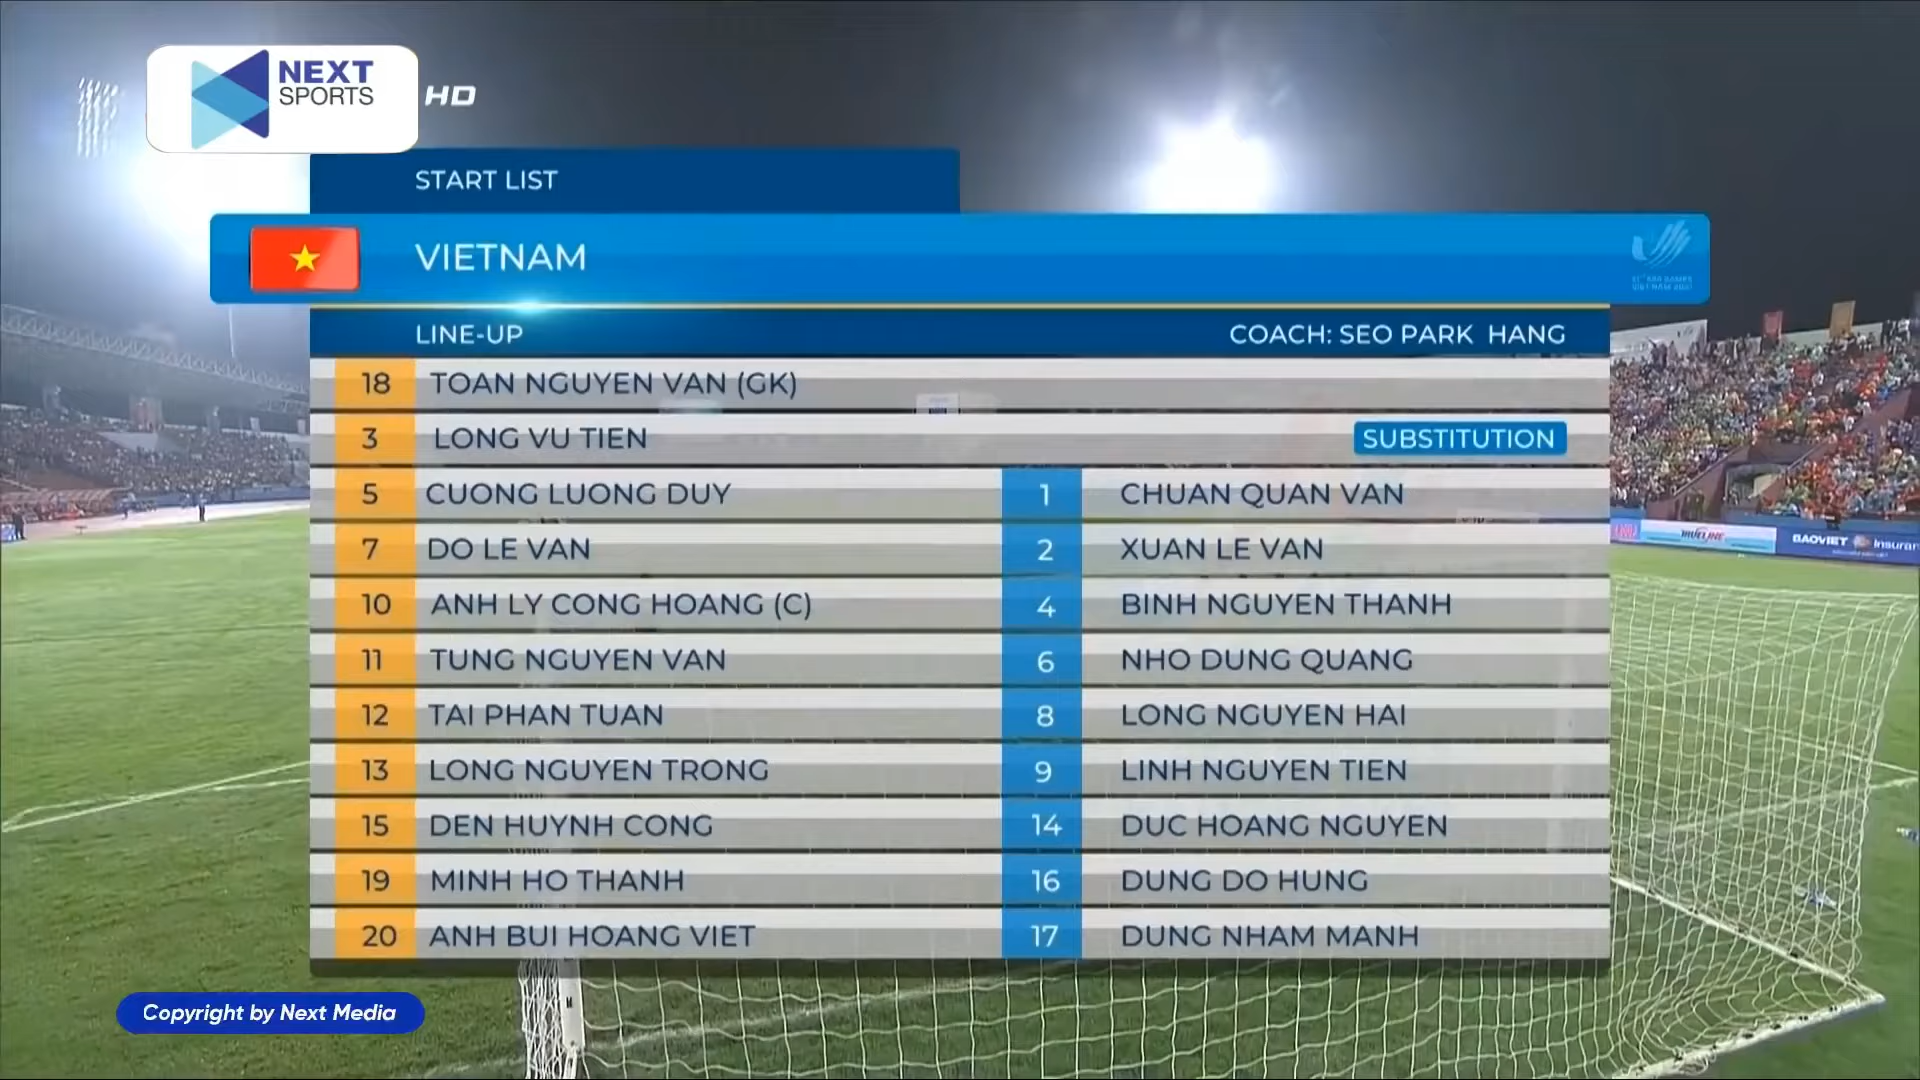 NEXT
SPORTS
HD
START LIST
VIETNAM
LINE-UP
COACH: SEO PARK HANG
18 TOAN NGUYEN VAN (GK)
3 LONG VU TIEN
SUBSTITUTION
5 CUONG LUONG DUY
1 CHUAN QUAN VAN
7 DO LE VAN
2 XUAN LE VAN
10 ANH LY CONG HOANG (C)
4 BINH NGUYEN THANH
11 TUNG NGUYEN VAN
6 NHO DUNG QUANG
12 TAI PHAN TUAN
8 LONG NGUYEN HAI
13 LONG NGUYEN TRONG
9 LINH NGUYEN TIEN
15 DEN HUYNH CONG
14 DUC HOANG NGUYEN
19 MINH HO THANH
16 DUNG DO HUNG
20 ANH BUI HOANG VIET
17 DUNG NHAM MANH
BAOVIET Insuran
Copyright by Next Media